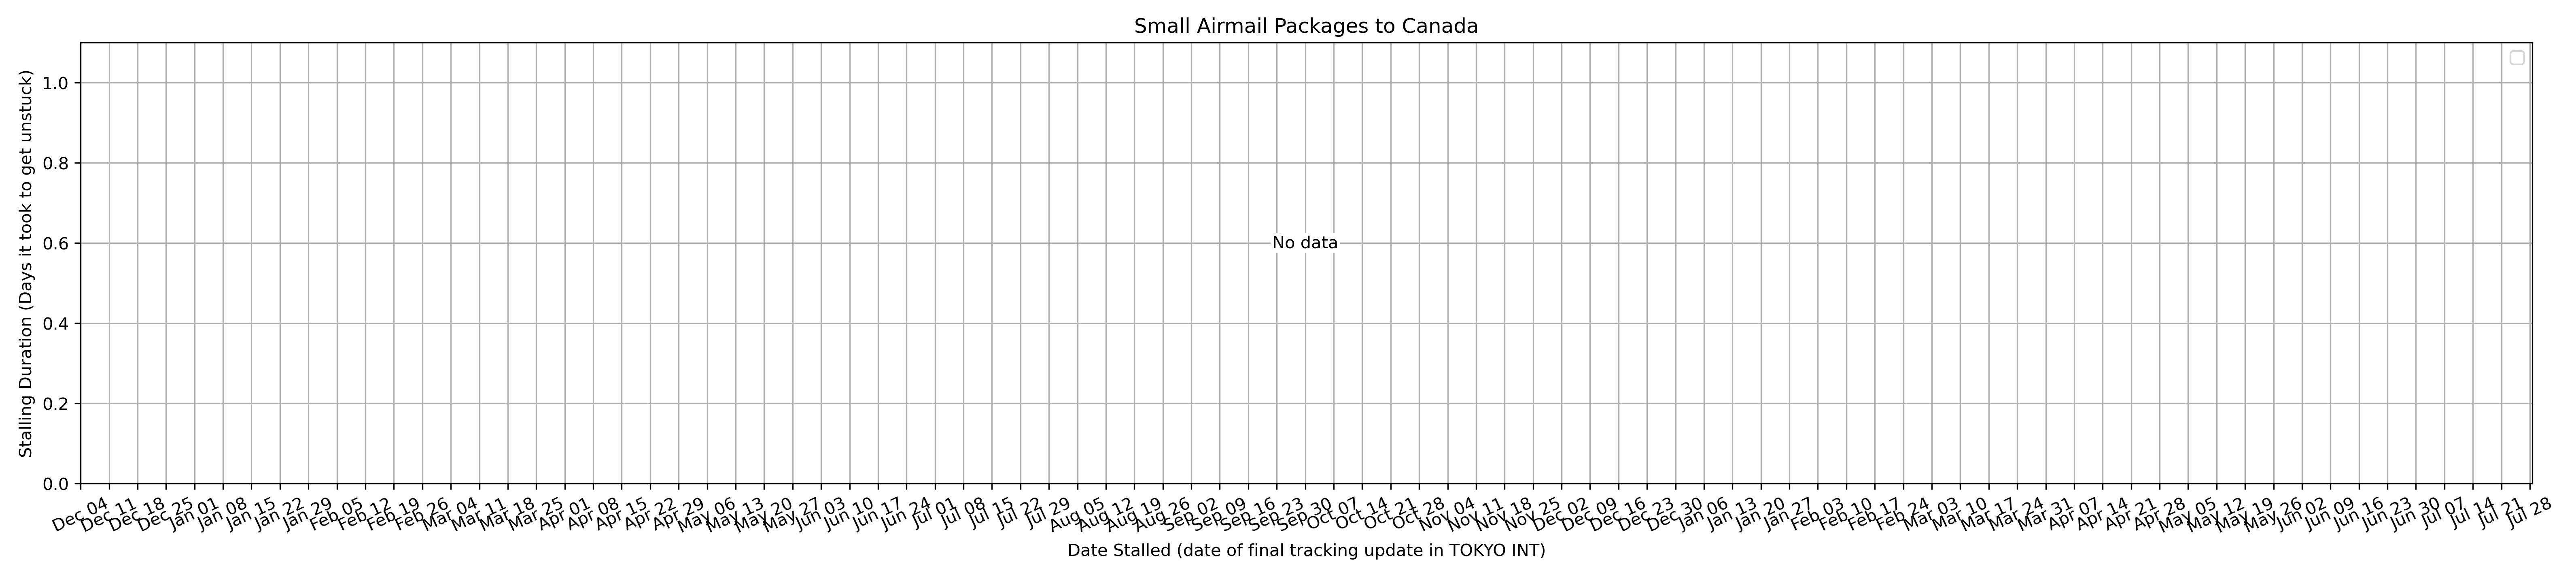 Small Airmail Packages to Canada
Stalling Duration (Days it took to get unstuck)
1.0
0.8
0.6
0.4
0.2
0.0
No data
Dec 04 Dec 11 Dec 18 Dec 25 Jan 01 Jan 08 Jan 15 Jan 22 Jan 29 Feb 05 Feb 12 Feb 19 Feb 26 Mar 04 Mar 11 Mar 18 Mar 25 Apr 01 Apr 08 Apr 15 Apr 22 Apr 29 May 06 May 13 May 20 May 27 Jun 03 Jun 10 Jun 17 Jun 24 Jul 01 Jul 08 Jul 15 Jul 22 Jul 29 Aug 05 Aug 12 Aug 19 Aug 26 Sep 02 Sep 09 Sep 16 Sep 23 Sep 30 Oct 07 Oct 14 Oct 21 Oct 28 Nov 04 Nov 11 Nov 18 Nov 25 Dec 02 Dec 09 Dec 16 Dec 23 Dec 30 Jan 06 Jan 13 Jan 20 Jan 27 Feb 03 Feb 10 Feb 17 Feb 24 Mar 03 Mar 10 Mar 17 Mar 24 Mar 31 Apr 07 Apr 14 Apr 21 Apr 28 May 05 May 12 May 19 May 26 Jun 02 Jun 09 Jun 16 Jun 23 Jun 30 Jul 07 Jul 14 Jul 21 Jul 28
Date Stalled (date of final tracking update in TOKYO INT)